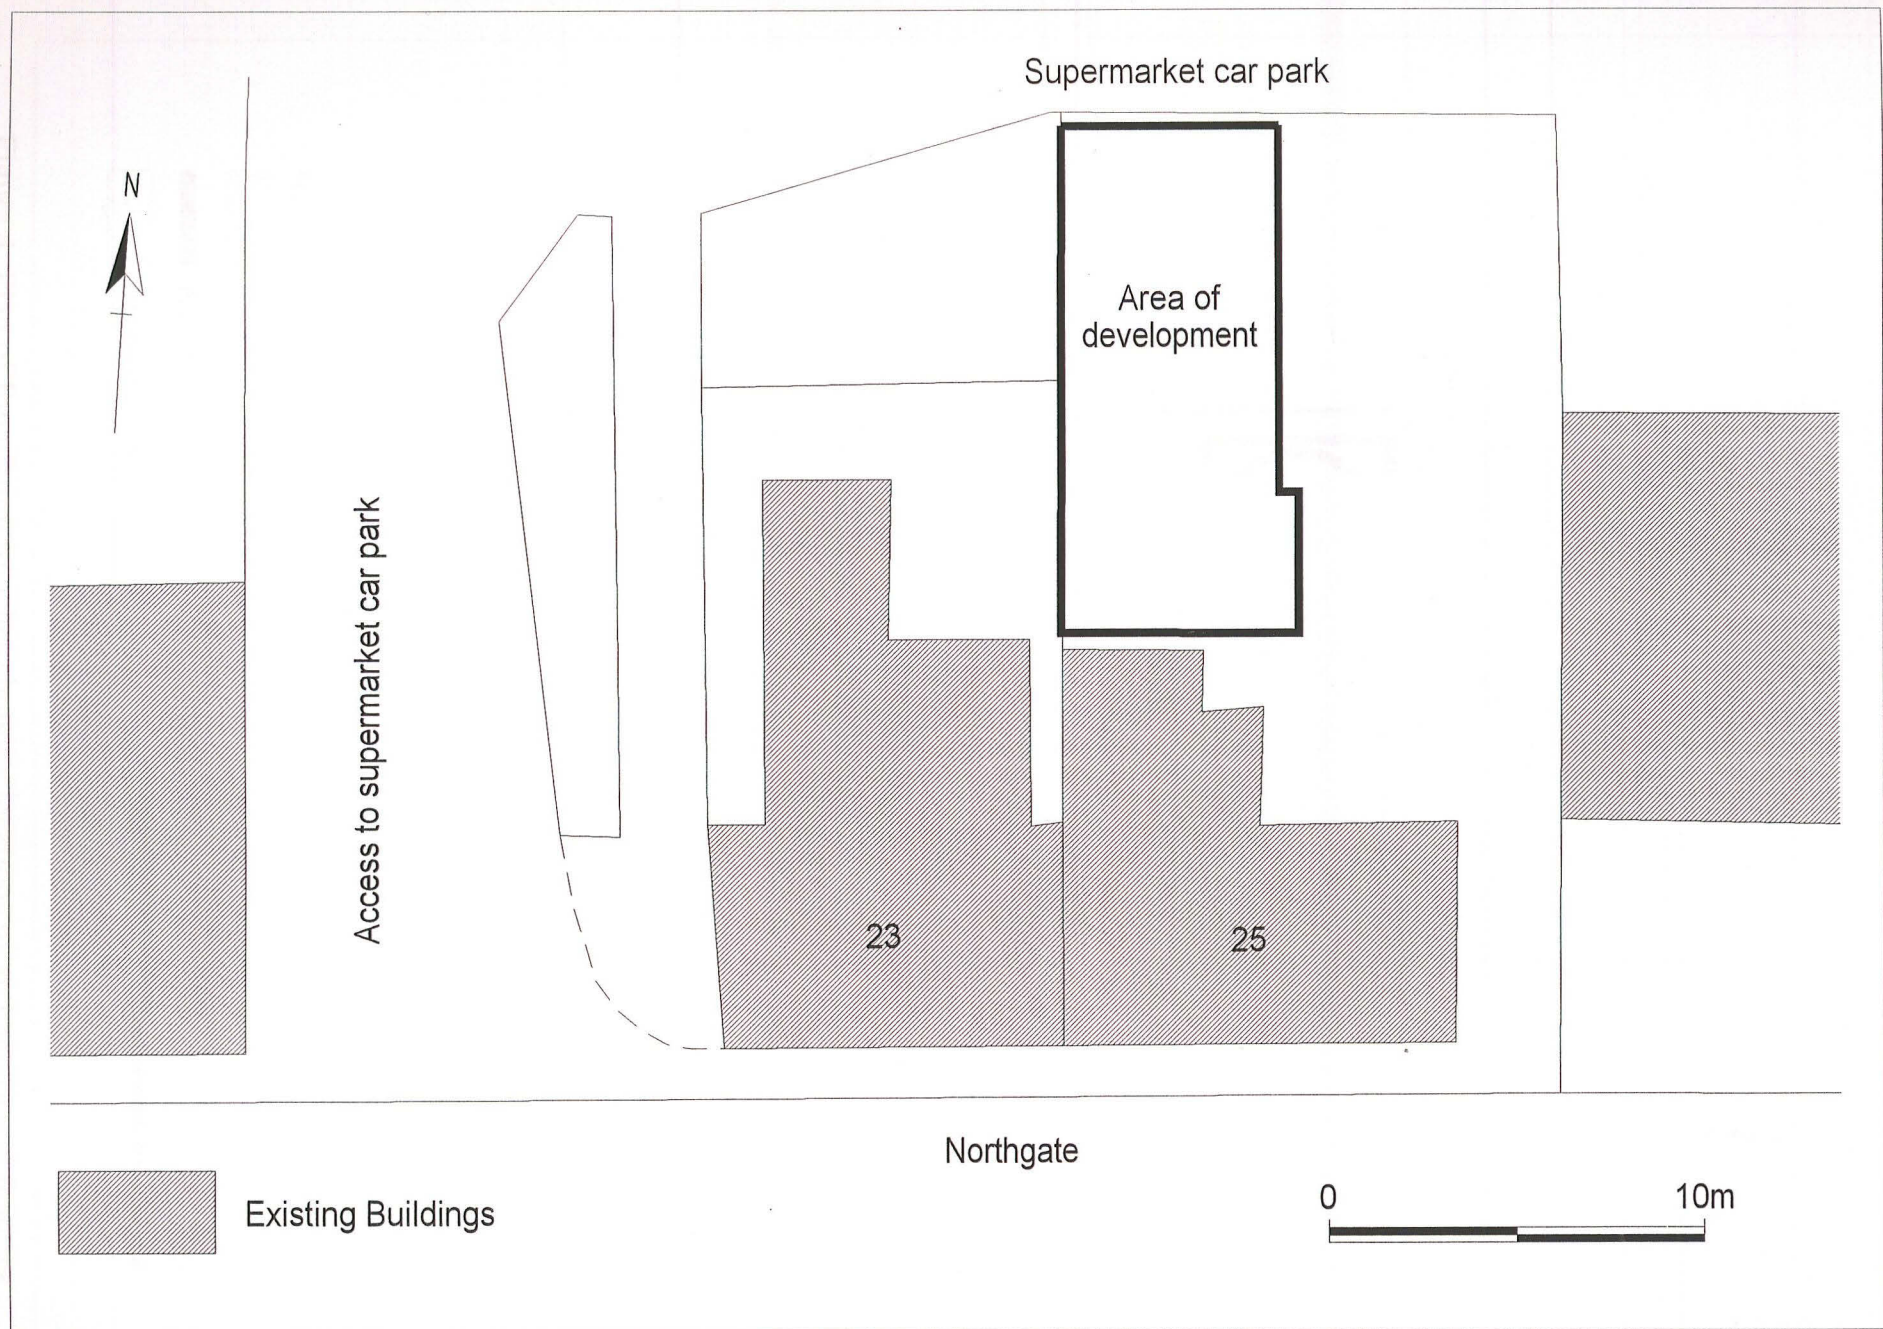 Supermarket car park
N
Area of
development
Access to supermarket car park
23
25
Northgate
Existing Buildings
0 10m